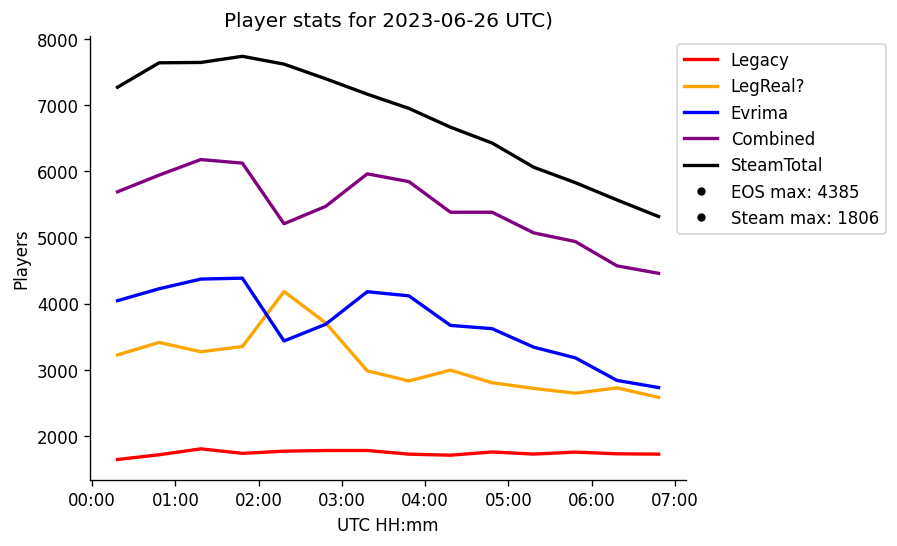 Player stats for 2023-06-26 UTC)
8000
7000
6000
5000
4000
3000
2000
Players
00:00 01:00 02:00 03:00 04:00 05:00 06:00 07:00
UTC HH:mm
Legacy
LegReal?
Evrima
Combined
SteamTotal
EOS max: 4385
Steam max: 1806